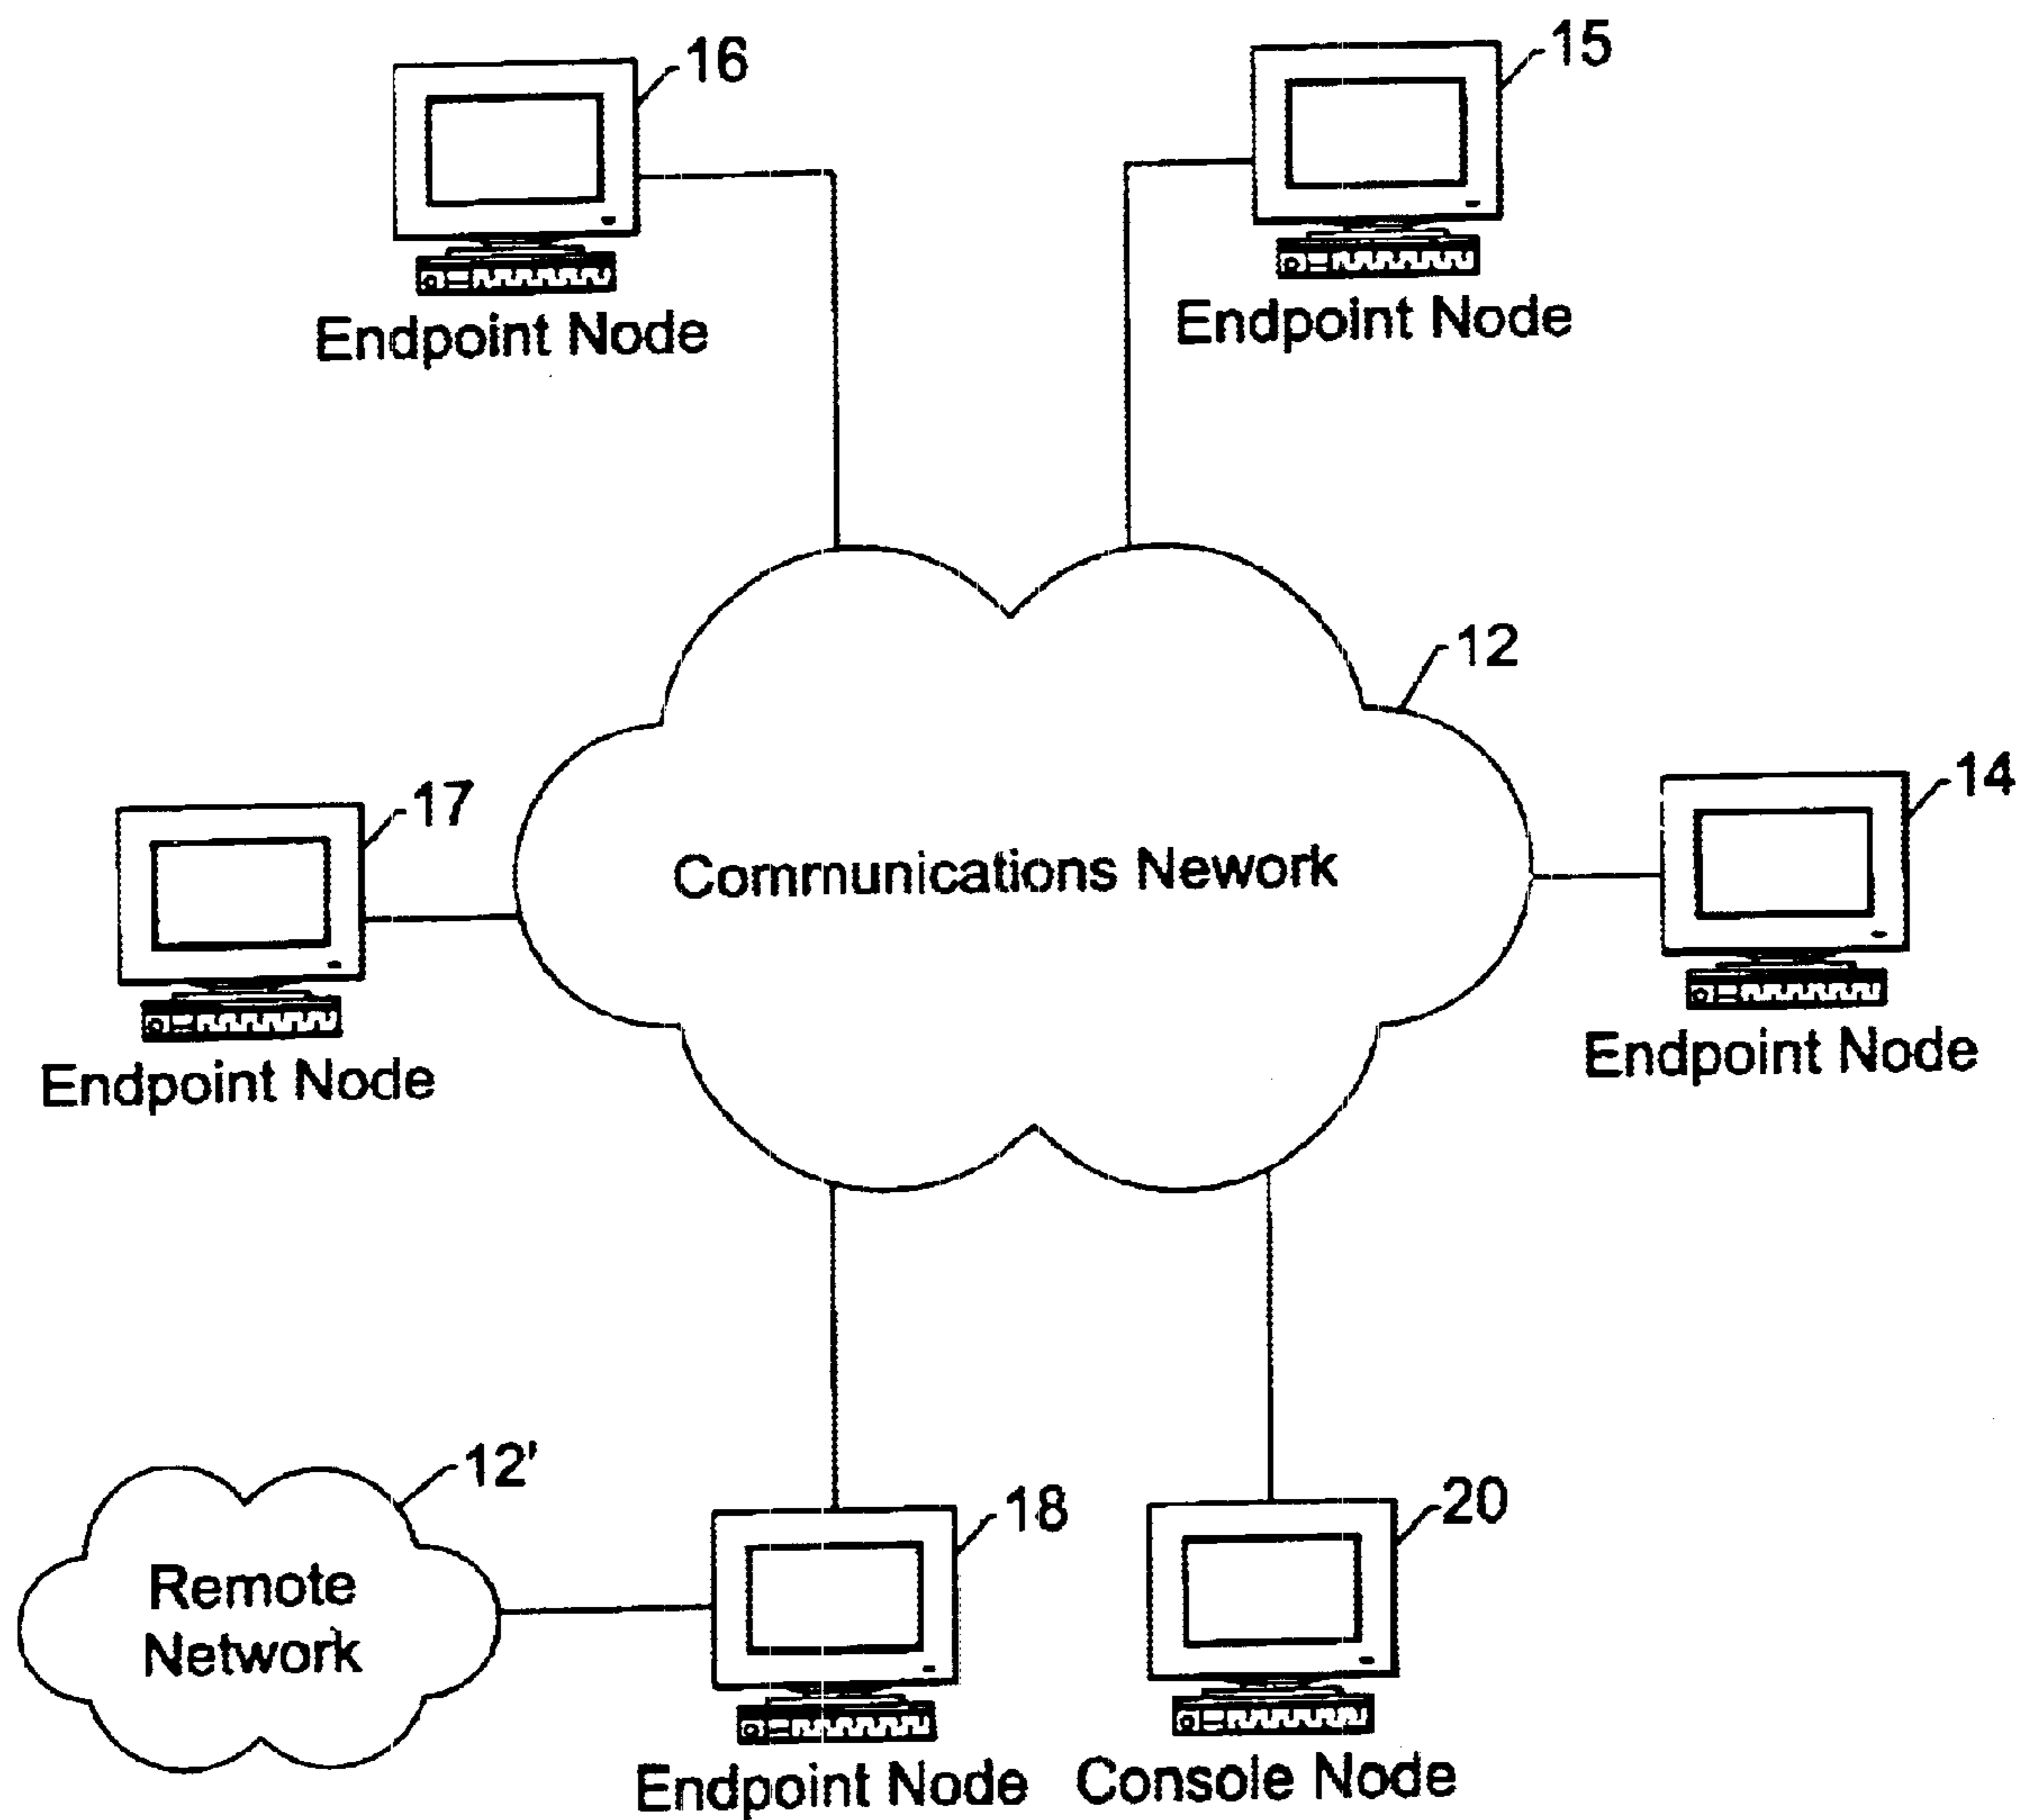 16
15
Endpoint Node
Endpoint Node
12
17
14
Communications Nework
Endpoint Node
Endpoint Node
12'
18
20
Remote
Network
Endpoint Node
Console Node